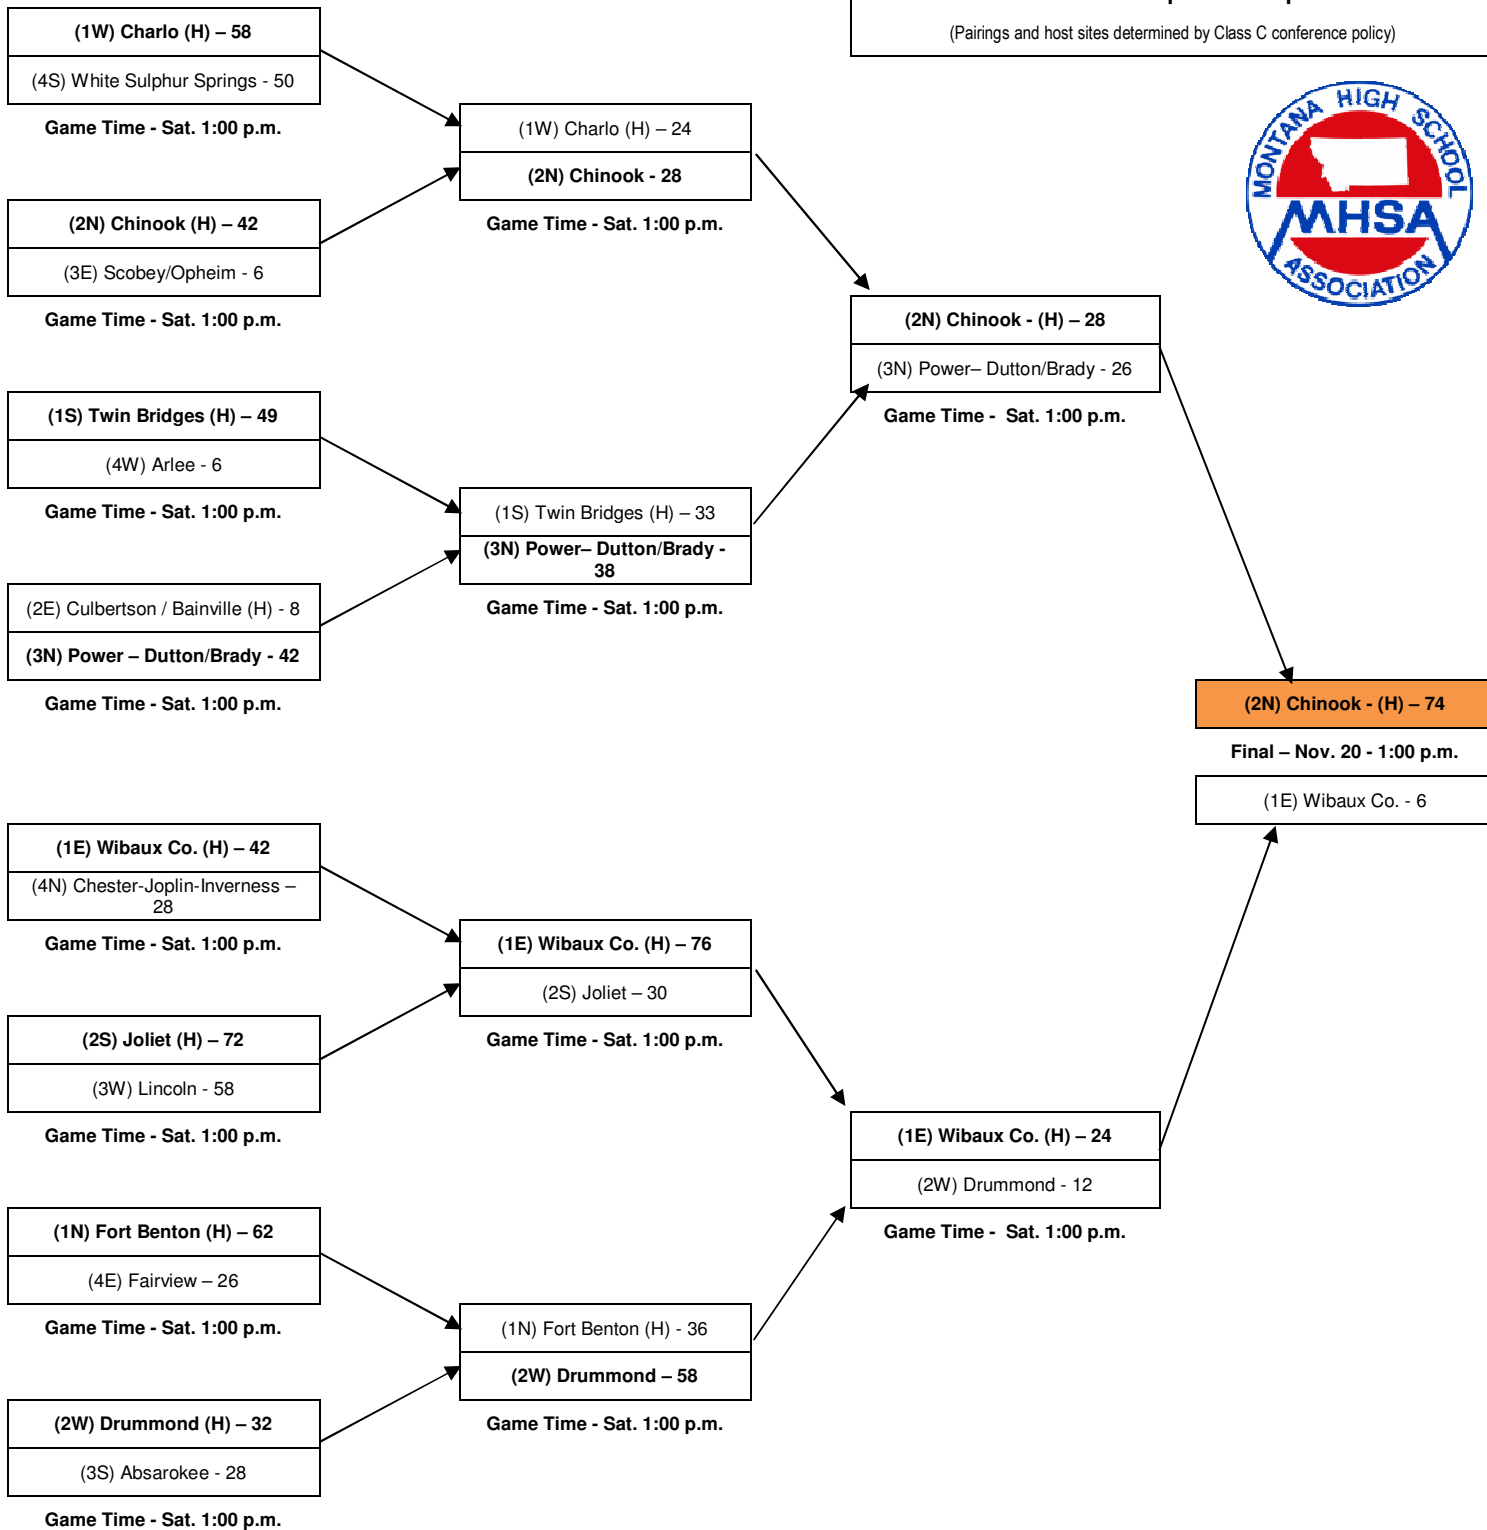 (Pairings and host sites determined by Class C conference policy)
MONTANA HIGH SCHOOL
MHSA
ASSOCIATION
(1W) Charlo (H) – 58
(4S) White Sulphur Springs - 50
Game Time - Sat. 1:00 p.m.
(2N) Chinook (H) – 42
(3E) Scobey/Opheim - 6
Game Time - Sat. 1:00 p.m.
(1S) Twin Bridges (H) – 49
(4W) Arlee - 6
Game Time - Sat. 1:00 p.m.
(2E) Culbertson / Bainville (H) - 8
(3N) Power – Dutton/Brady - 42
Game Time - Sat. 1:00 p.m.
(1E) Wibaux Co. (H) – 42
(4N) Chester-Joplin-Inverness –
28
Game Time - Sat. 1:00 p.m.
(2S) Joliet (H) – 72
(3W) Lincoln - 58
Game Time - Sat. 1:00 p.m.
(1N) Fort Benton (H) – 62
(4E) Fairview – 26
Game Time - Sat. 1:00 p.m.
(2W) Drummond (H) – 32
(3S) Absarokee - 28
Game Time - Sat. 1:00 p.m.
(1W) Charlo (H) – 24
(2N) Chinook - 28
Game Time - Sat. 1:00 p.m.
(1S) Twin Bridges (H) – 33
(3N) Power– Dutton/Brady -
38
Game Time - Sat. 1:00 p.m.
(1E) Wibaux Co. (H) – 76
(2S) Joliet – 30
Game Time - Sat. 1:00 p.m.
(1N) Fort Benton (H) - 36
(2W) Drummond – 58
Game Time - Sat. 1:00 p.m.
(2N) Chinook - (H) – 28
(3N) Power– Dutton/Brady - 26
Game Time - Sat. 1:00 p.m.
(1E) Wibaux Co. (H) – 24
(2W) Drummond - 12
Game Time - Sat. 1:00 p.m.
(2N) Chinook - (H) – 74
Final – Nov. 20 - 1:00 p.m.
(1E) Wibaux Co. - 6